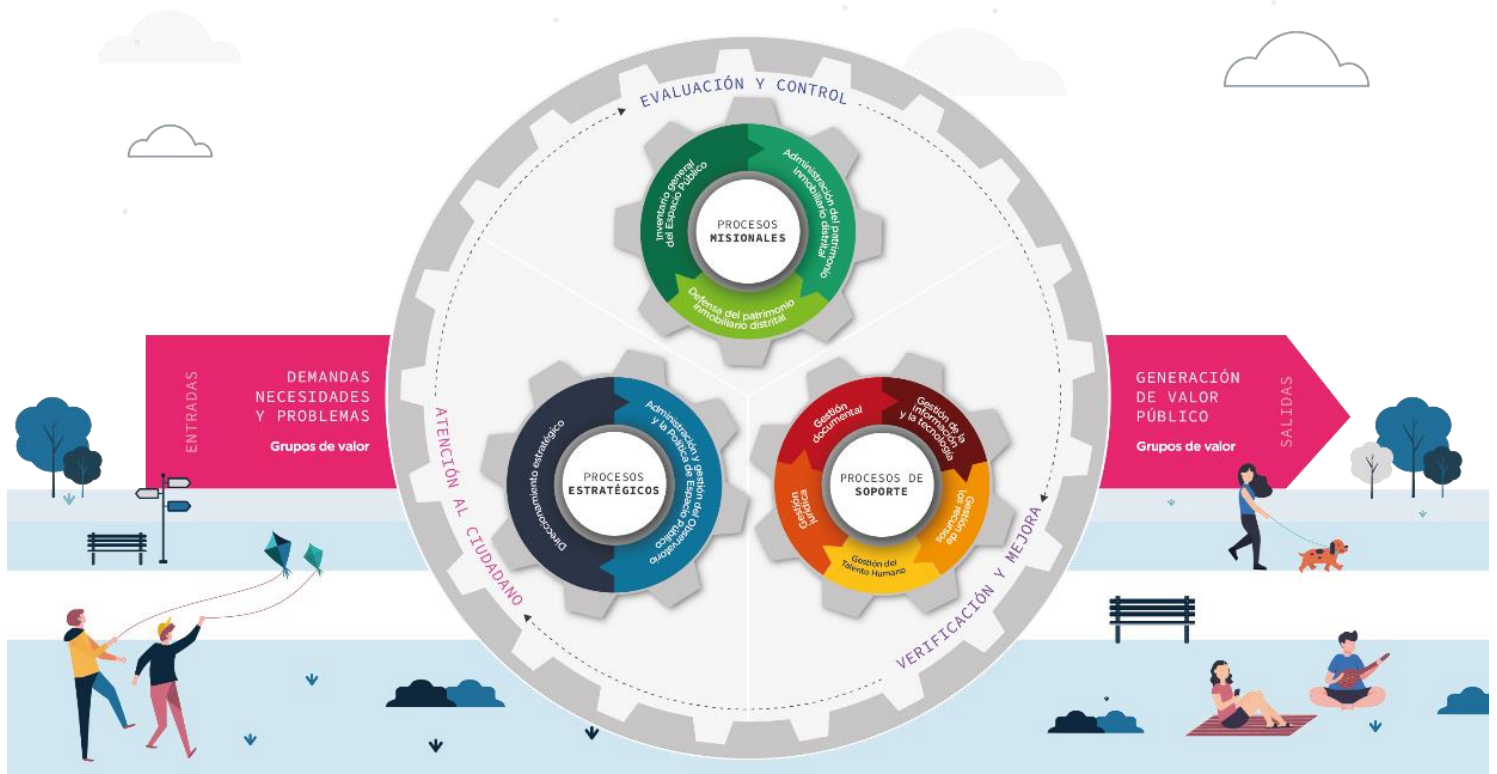 EVALUACIÓN Y CONTROL
Inventario general
del Espacio Público
Administración del patrimonio
inmobiliario distrital
PROCESOS
MISIONALES
Defensa del patrimonio
inmobiliario distrital
ENTRADAS
DEMANDAS
NECESIDADES
Y PROBLEMAS
Grupos de valor
ATENCIÓN AL CIUDADANO
Direccionamiento estratégico
PROCESOS
ESTRATÉGICOS
Administración y gestión del Observatorio
y la Política de Espacio Público
Gestión
documental
Gestión de la
información
y la tecnología
PROCESOS DE
SOPORTE
Gestión
jurídica
Gestión de
los recursos
Gestión del
Talento Humano
VERIFICACIÓN Y MEJORA
GENERACIÓN
DE VALOR
PÚBLICO
Grupos de valor
SALIDAS